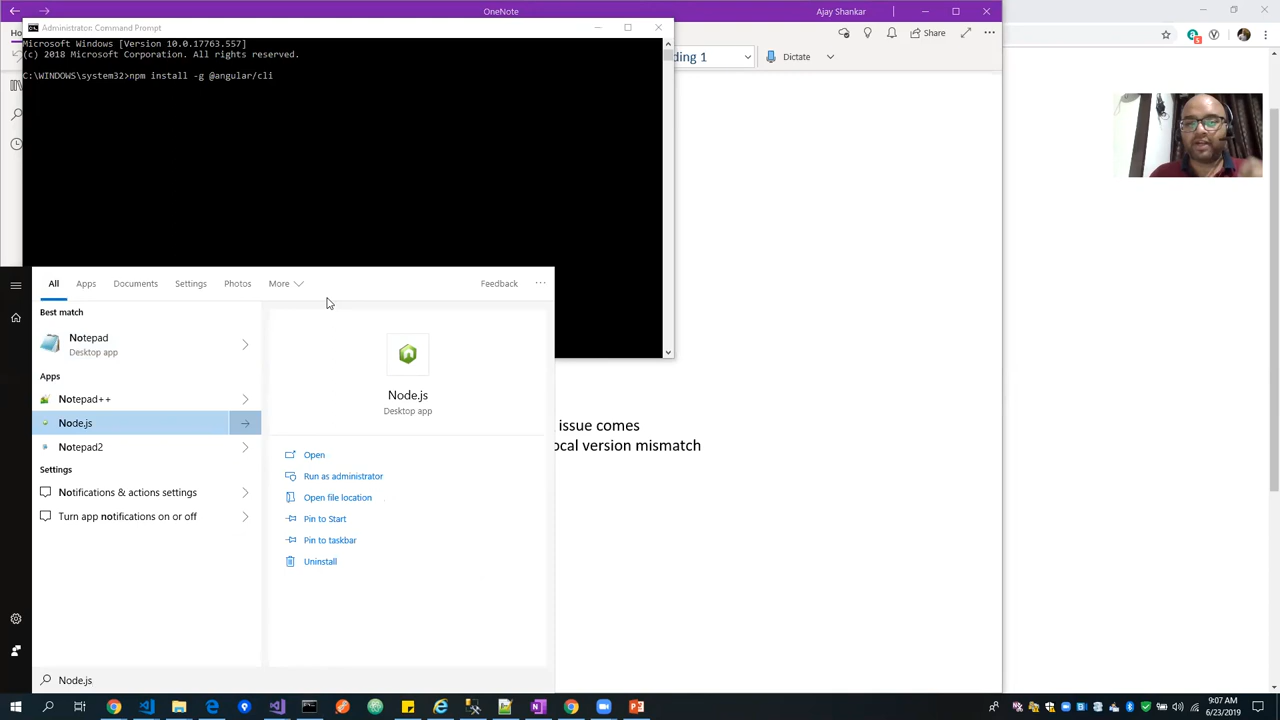 OneNote
Ajay Shankar
Administrator: Command Prompt
Share
Microsoft Windows [Version 10.0.17763.557]
(c) 2018 Microsoft Corporation. All rights reserved.
C:\WINDOWS\system32>npm install -g @angular/cli
ding 1
Dictate
All
Apps
Documents
Settings
Photos
More
Feedback
Best match
Notepad
Desktop app
Apps
Notepad++
Node.js
Notepad2
Settings
Notifications & actions settings
Turn app notifications on or off
Node.js
Desktop app
Open
Run as administrator
Open file location
Pin to Start
Pin to taskbar
Uninstall
issue comes
ocal version mismatch
Node.js
9:07 AM
6/23/2019